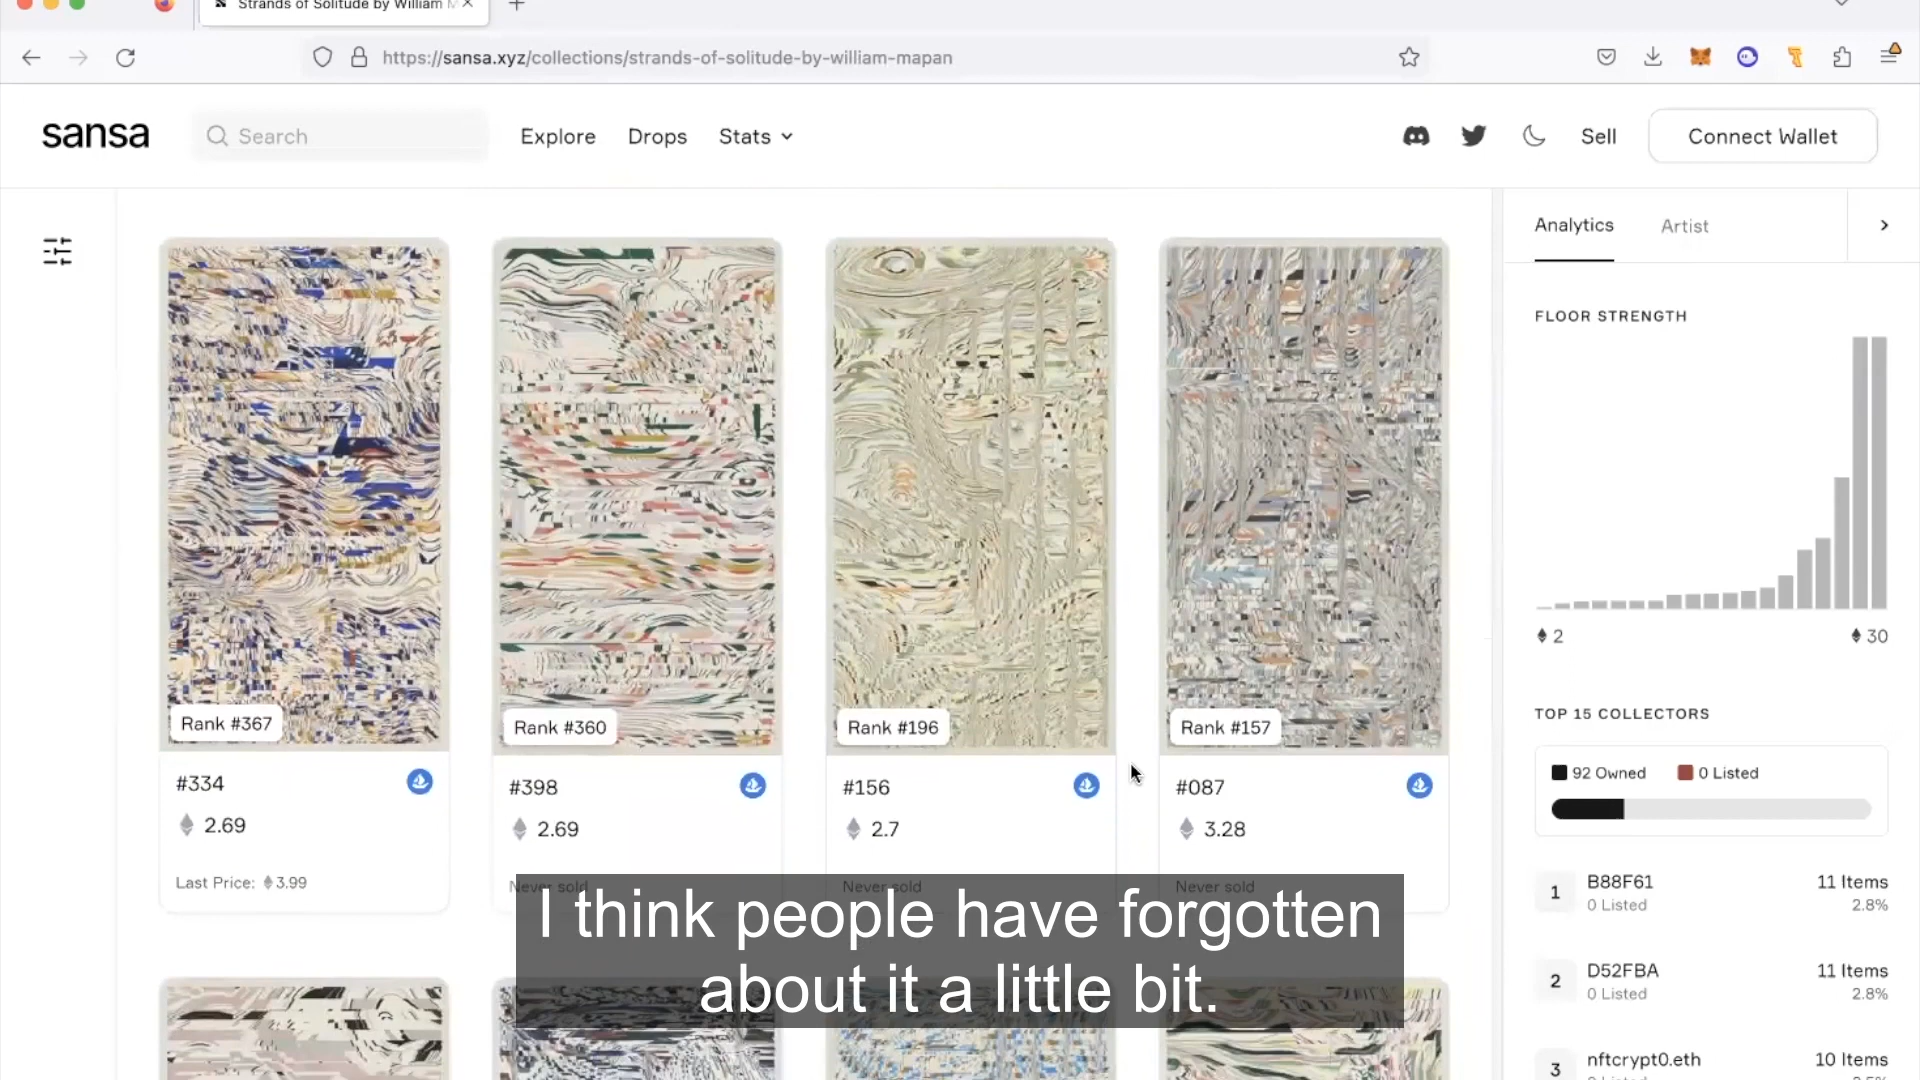 Strands of Solitude by William M
https://sansa.xyz/collections/strands-of-solitude-by-william-mapan
sansa
Search
Explore
Drops
Stats
Sell
Connect Wallet
Analytics
Artist
FLOOR STRENGTH
2
30
Rank #367
Rank #360
Rank #196
Rank #157
#334
#398
#156
#087
2.69
2.69
2.7
3.28
Last Price: 3.99
Never sold
Never sold
Never sold
TOP 15 COLLECTORS
92 Owned
0 Listed
1
B88F61
11 Items
0 Listed
2.8%
2
D52FBA
11 Items
0 Listed
2.8%
3
nftcrypt0.eth
10 Items
I think people have forgotten
about it a little bit.